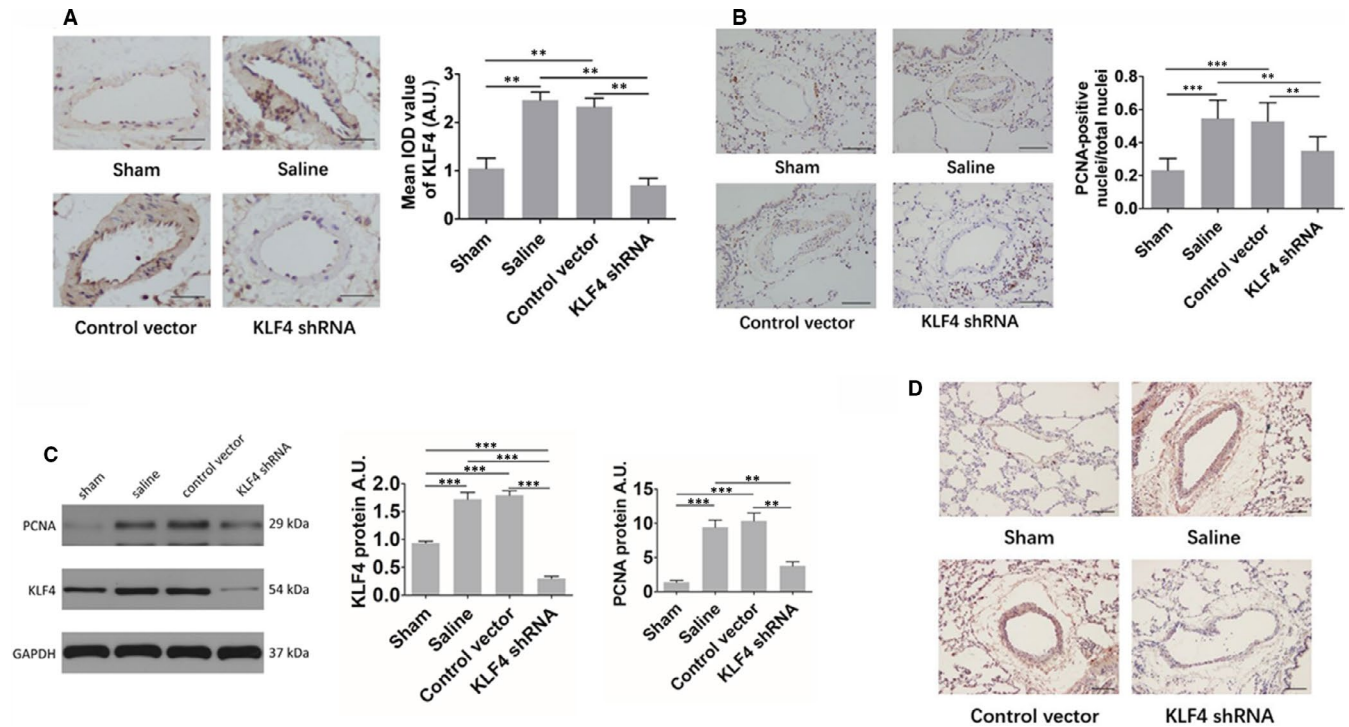 A
Sham
Saline
Control vector
KLF4 shRNA
Mean IOD value
of KLF4 (A.U.)
3
2
1
0
**
**
**
**
Sham
Saline
Control vector
KLF4 shRNA
B
Sham
Saline
Control vector
KLF4 shRNA
PCNA-positive
nuclei/total nuclei
0.8
0.6
0.4
0.2
0.0
***
***
**
**
Sham
Saline
Control vector
KLF4 shRNA
C
sham
saline
control vector
KLF4 shRNA
PCNA
29 kDa
KLF4
54 kDa
GAPDH
37 kDa
KLF4 protein A.U.
2.0
1.5
1.0
0.5
0.0
***
***
***
***
***
Sham
Saline
Control vector
KLF4 shRNA
PCNA protein A.U.
15
10
5
0
**
***
***
**
Sham
Saline
Control vector
KLF4 shRNA
D
Sham
Saline
Control vector
KLF4 shRNA